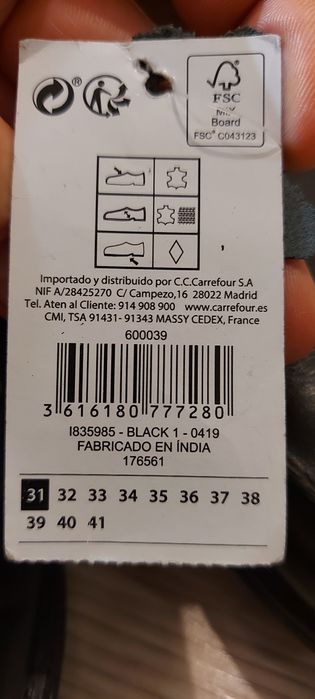 ®
FSC
MIX
Board
FSC® C043123
Importado y distribuido por C.C.Carrefour S.A
NIF A/28425270 C/ Campezo,16 28022 Madrid
Tel. Aten al Cliente: 914 908 900 www.carrefour.es
CMI, TSA 91431- 91343 MASSY CEDEX, France
600039
3 616180 777280
I835985 - BLACK 1 - 0419
FABRICADO EN ÍNDIA
176561
31 32 33 34 35 36 37 38
39 40 41